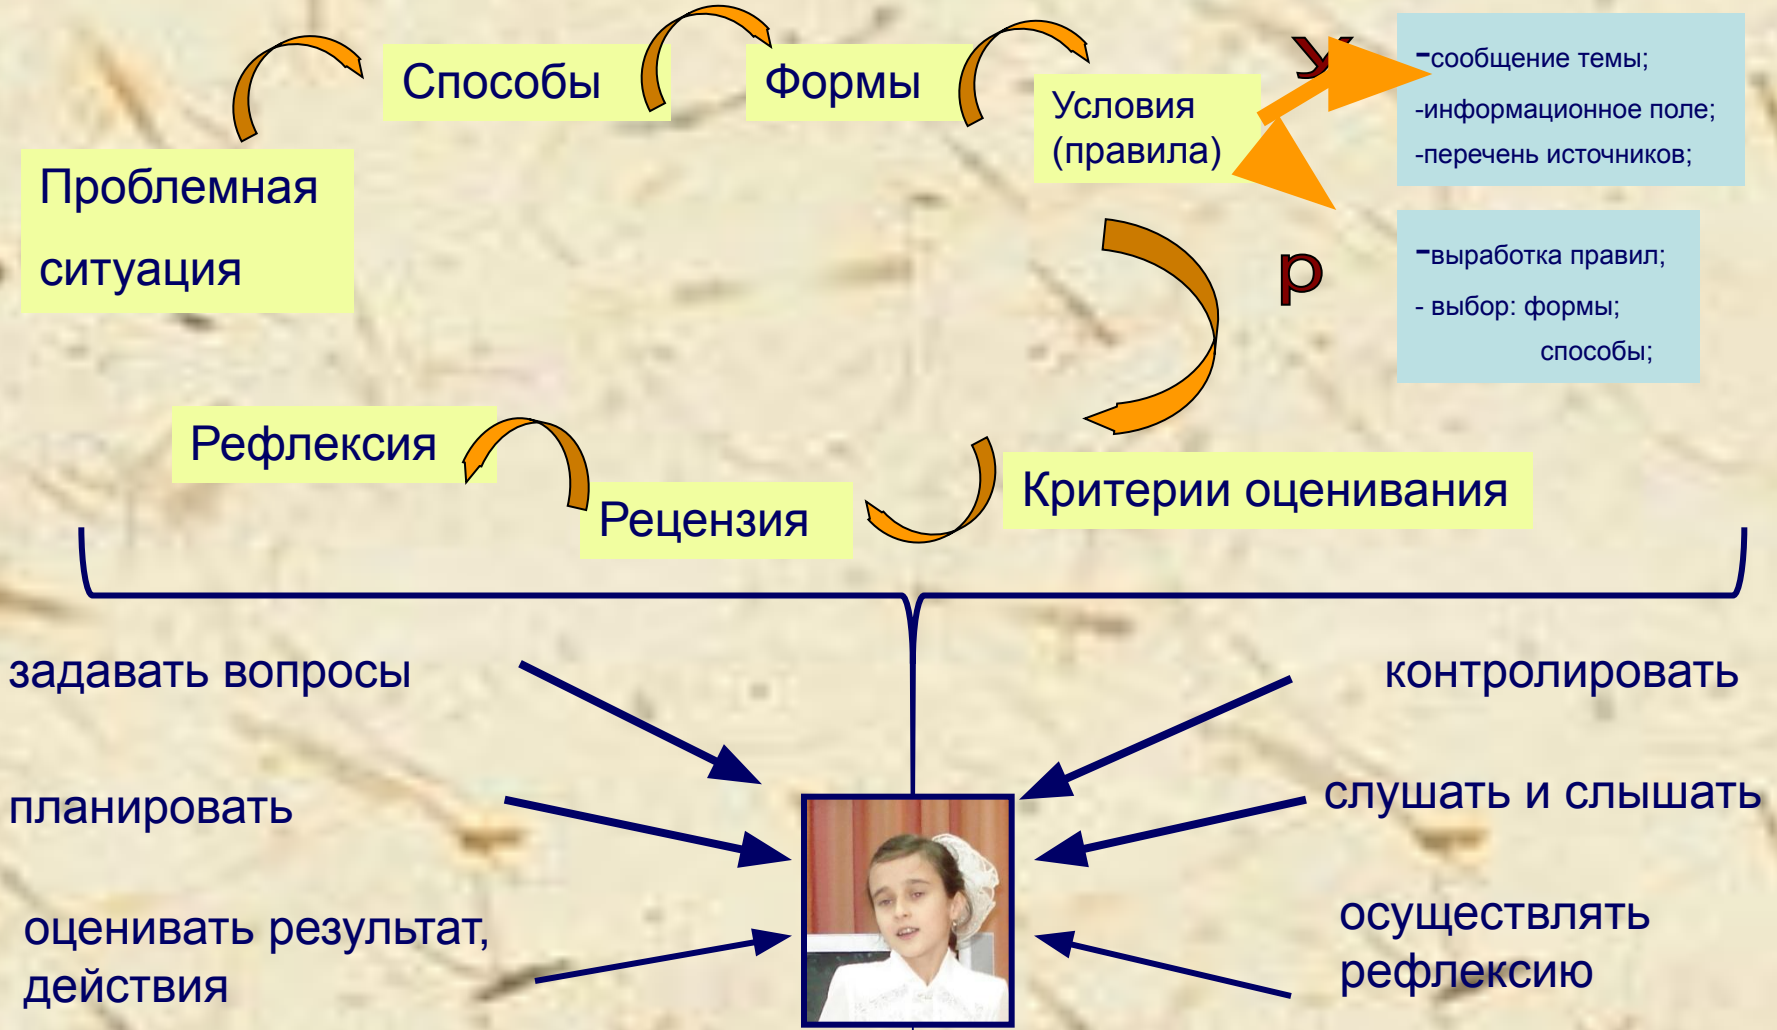 Проблемная
ситуация
Способы
Формы
Условия
(правила)
У
-сообщение темы;
-информационное поле;
-перечень источников;
р
-выработка правил;
- выбор: формы;
способы;
Критерии оценивания
Рецензия
Рефлексия
задавать вопросы
планировать
оценивать результат,
действия
контролировать
слушать и слышать
осуществлять
рефлексию